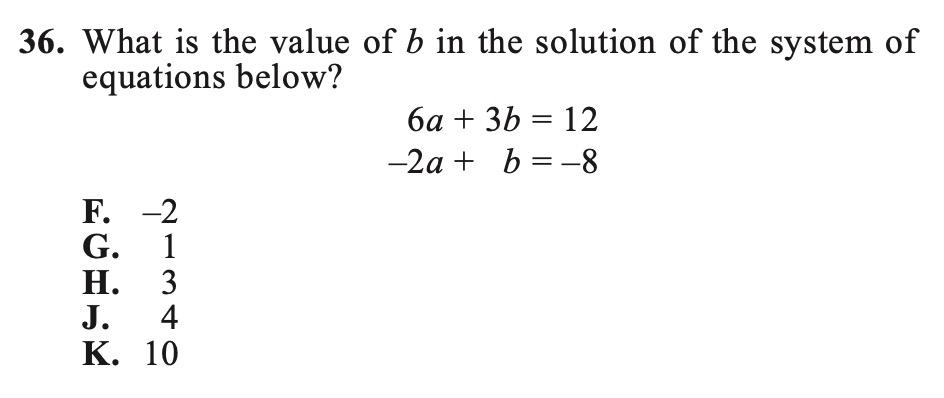 36. What is the value of b in the solution of the system of
equations below?
6a + 3b = 12
–2a + b = –8
F. –2
G. 1
H. 3
J. 4
K. 10